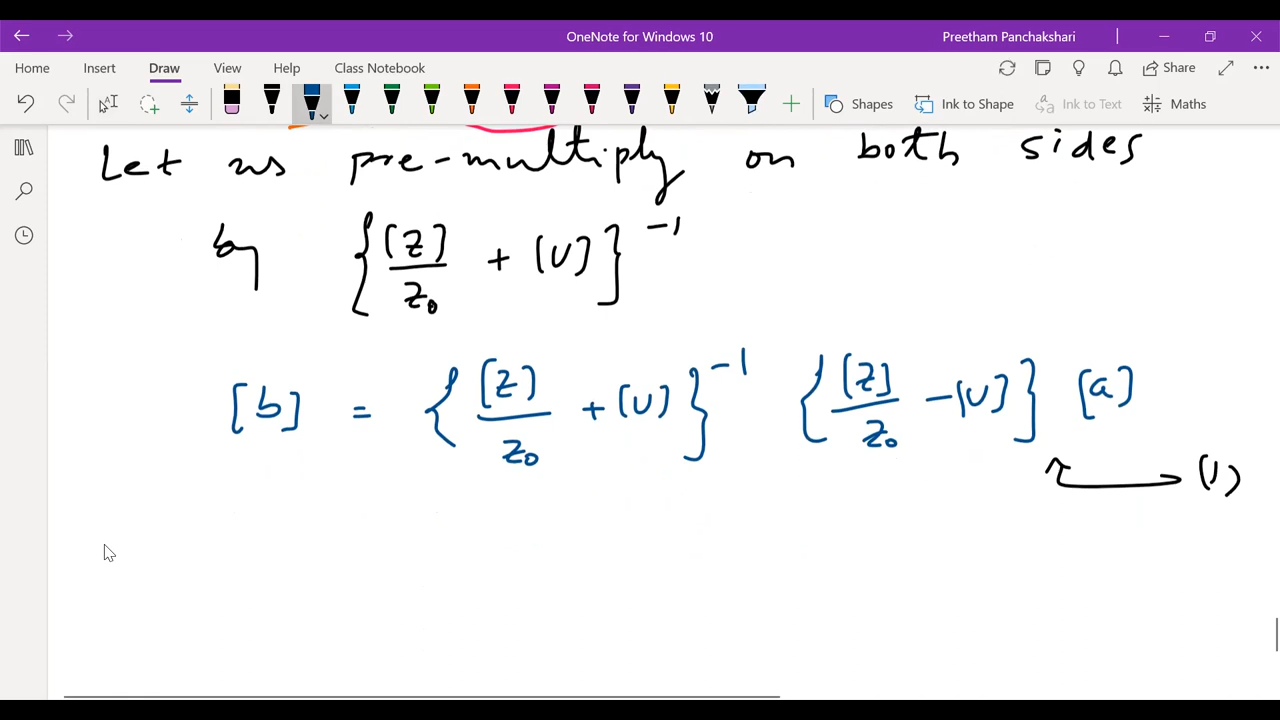 OneNote for Windows 10
Preetham Panchakshari
Home Insert Draw View Help Class Notebook
Share
Shapes Ink to Shape Ink to Text Maths
Let us pre-multiply on both sides
by {[Z]/Z₀ + [U]}⁻¹
[b] = {[Z]/Z₀ + [U]}⁻¹ {[Z]/Z₀ - [U]} [a]
(1)